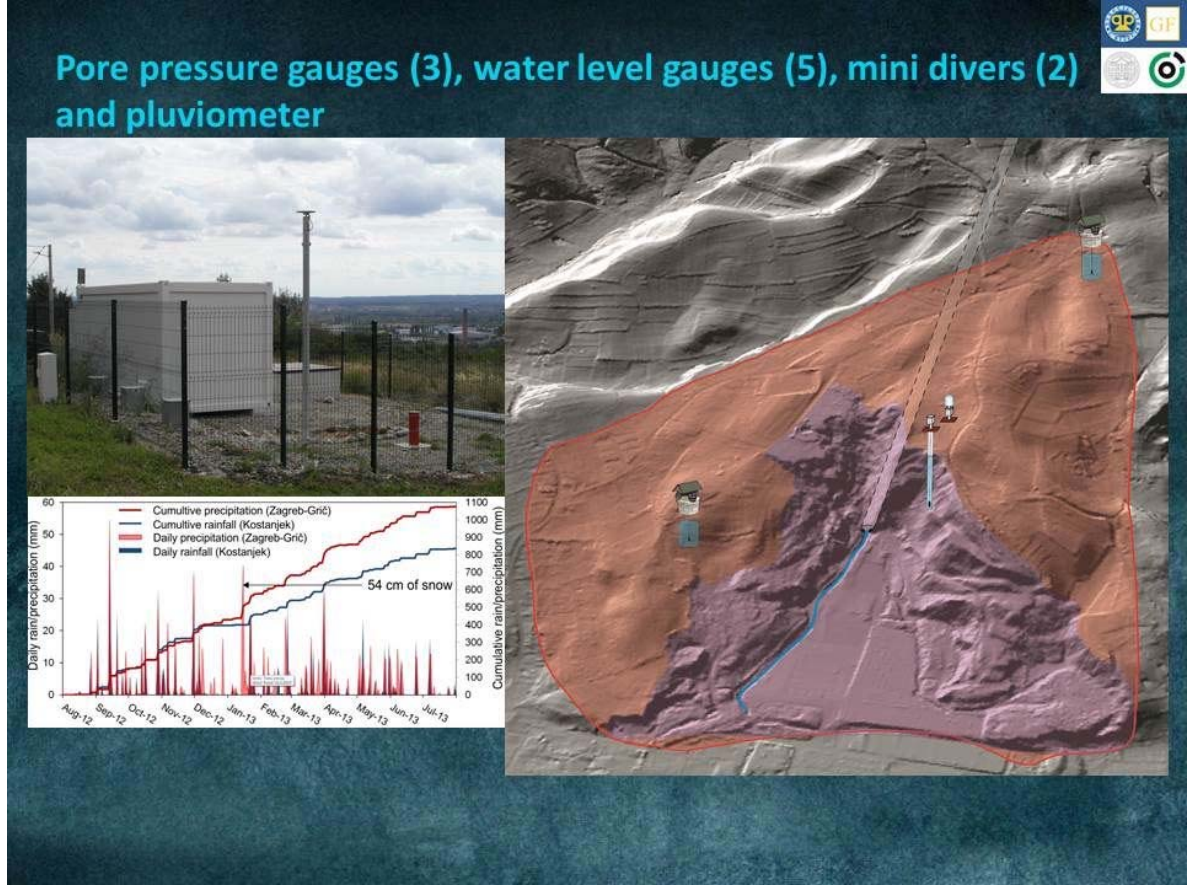 GF
Pore pressure gauges (3), water level gauges (5), mini divers (2)
and pluviometer
Cumultive precipitation (Zagreb-Grič)
Cumultive rainfall (Kostanjek)
Daily precipitation (Zagreb-Grič)
Daily rainfall (Kostanjek)
54 cm of snow
Daily rain/precipitation (mm)
60
50
40
30
20
10
0
1100
1000
900
800
700
600
500
400
300
200
100
0
Cumulative rain/precipitation (mm)
Aug-12
Sep-12
Oct-12
Nov-12
Dec-12
Jan-13
Feb-13
Mar-13
Apr-13
May-13
Jun-13
Jul-13